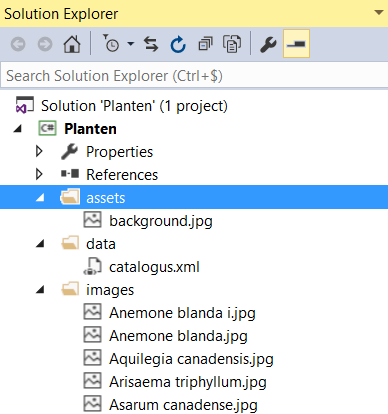 Solution Explorer
Search Solution Explorer (Ctrl+$)
Solution 'Planten' (1 project)
C# Planten
Properties
References
assets
background.jpg
data
catalogus.xml
images
Anemone blanda i.jpg
Anemone blanda.jpg
Aquilegia canadensis.jpg
Arisaema triphyllum.jpg
Asarum canadense.jpg